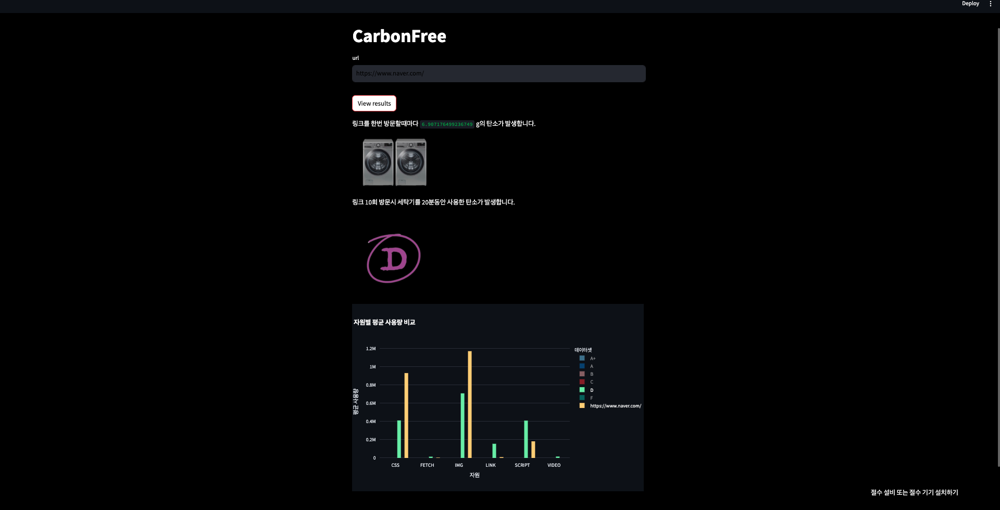 Deploy
CarbonFree
url
https://www.naver.com/
View results
링크를 한번 방문할떄마다 6.907176499236749 g의 탄소가 발생합니다.
링크 10회 방문시 세탁기를 20분동안 사용한 탄소가 발생합니다.
D
자원별 평균 사용량 비교
평균 사용량
1.2M
1M
0.8M
0.6M
0.4M
0.2M
0
CSS
FETCH
IMG
LINK
SCRIPT
VIDEO
자원
데이터셋
A+
A
B
C
D
F
https://www.naver.com/
절수 설비 또는 절수 기기 설치하기